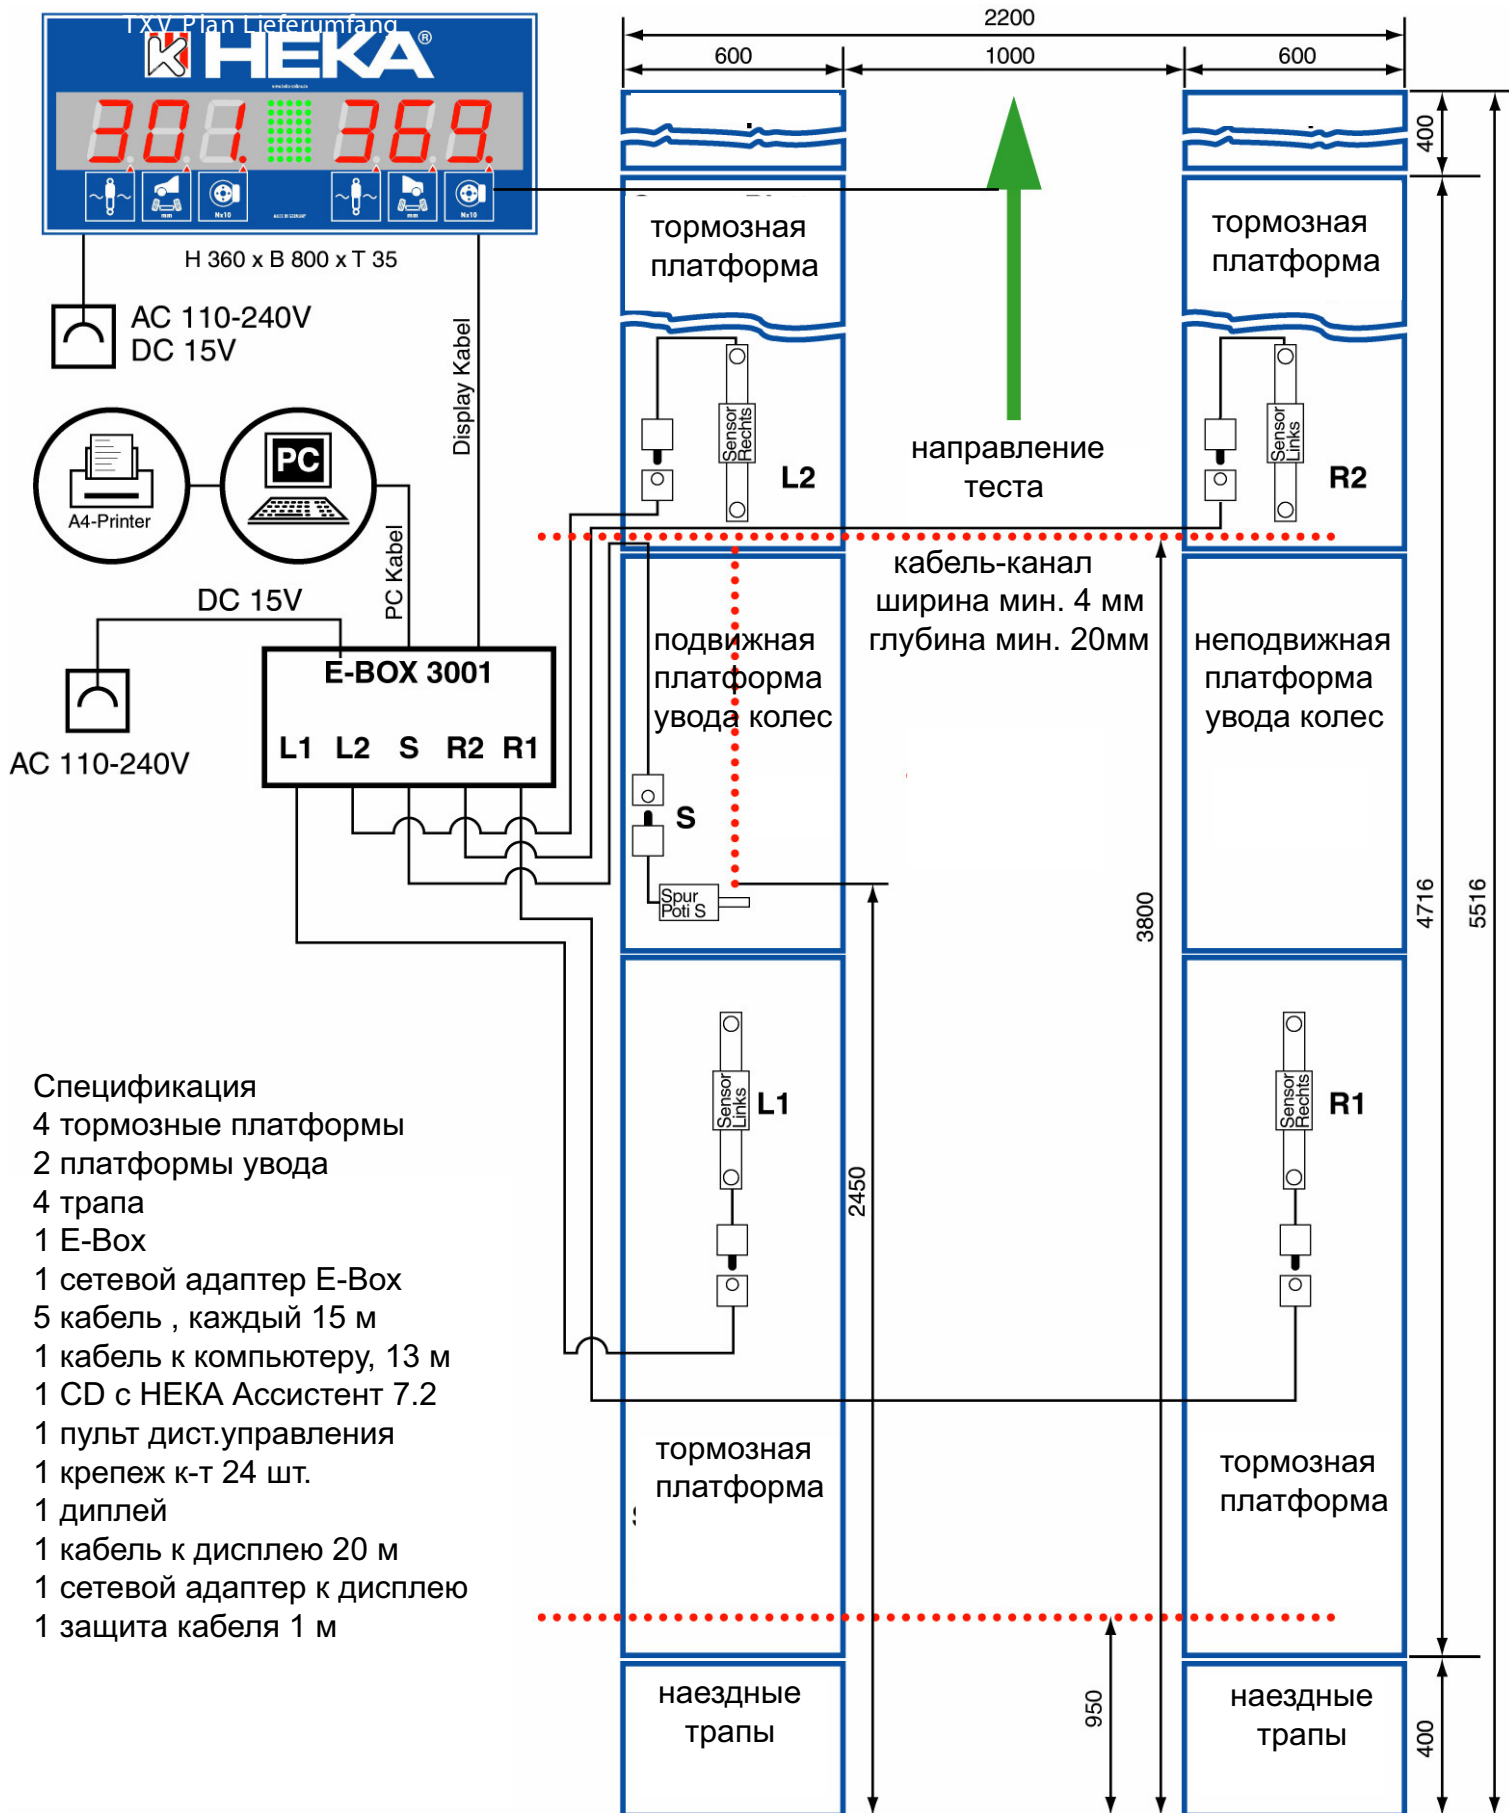 TXV Plan Lieferumfang
HEKA®
301. 369.
mm
Nx10
mm
Nx10
H 360 x B 800 x T 35
AC 110-240V
DC 15V
Display Kabel
A4-Printer
PC
PC Kabel
DC 15V
AC 110-240V
E-BOX 3001
L1 L2 S R2 R1
2200
600
1000
600
400
тормозная
платформа
тормозная
платформа
Sensor
Rechts
L2
направление
теста
Sensor
Links
R2
кабель-канал
ширина мин. 4 мм
глубина мин. 20мм
подвижная
платформа
увода колес
неподвижная
платформа
увода колес
S
Spur
Poti S
3800
4716
5516
Sensor
Links
L1
2450
Sensor
Rechts
R1
тормозная
платформа
тормозная
платформа
950
наездные
трапы
наездные
трапы
400
Спецификация
4 тормозные платформы
2 платформы увода
4 трапа
1 E-Box
1 сетевой адаптер E-Box
5 кабель , каждый 15 м
1 кабель к компьютеру, 13 м
1 CD с НЕКА Ассистент 7.2
1 пульт дист.управления
1 крепеж к-т 24 шт.
1 диплей
1 кабель к дисплею 20 м
1 сетевой адаптер к дисплею
1 защита кабеля 1 м